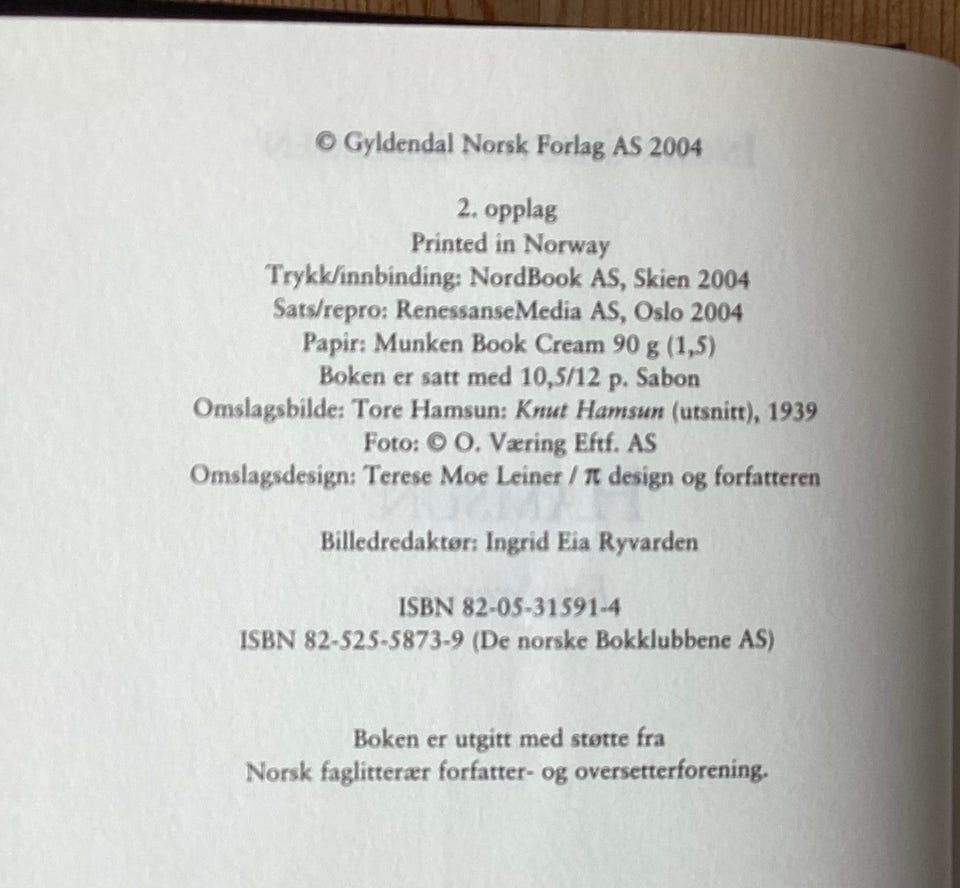 © Gyldendal Norsk Forlag AS 2004
2. opplag
Printed in Norway
Trykk/innbinding: NordBook AS, Skien 2004
Sats/repro: RenessanseMedia AS, Oslo 2004
Papir: Munken Book Cream 90 g (1,5)
Boken er satt med 10,5/12 p. Sabon
Omslagsbilde: Tore Hamsun: Knut Hamsun (utsnitt), 1939
Foto: © O. Væring Eftf. AS
Omslagsdesign: Terese Moe Leiner / π design og forfatteren
Billedredaktør: Ingrid Eia Ryvarden
ISBN 82-05-31591-4
ISBN 82-525-5873-9 (De norske Bokklubbene AS)
Boken er utgitt med støtte fra
Norsk faglitterær forfatter- og oversetterforening.